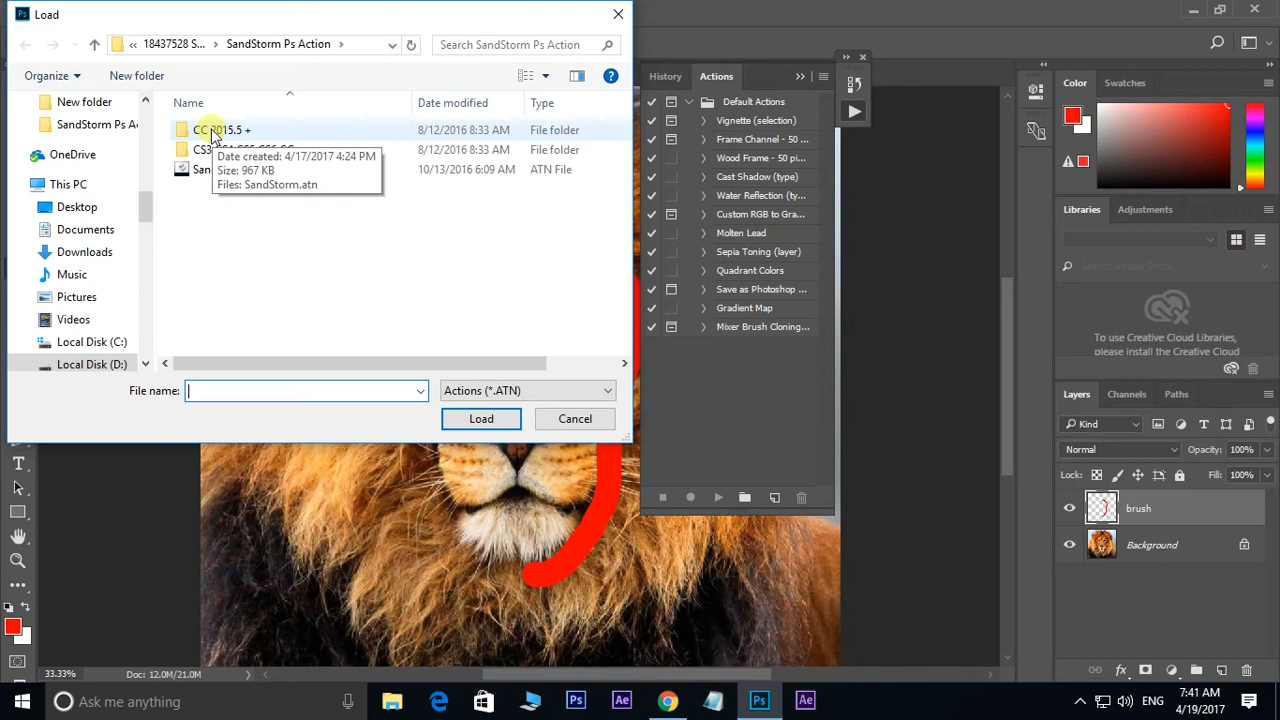 Load
18437528 S...
SandStorm Ps Action
Search SandStorm Ps Action
Organize
New folder
Name
Date modified
Type
New folder
SandStorm Ps A
OneDrive
This PC
Desktop
Documents
Downloads
Music
Pictures
Videos
Local Disk (C:)
Local Disk (D:)
CC 2015.5 +
8/12/2016 8:33 AM
File folder
8/12/2016 8:33 AM
File folder
San
10/13/2016 6:09 AM
ATN File
Date created: 4/17/2017 4:24 PM
Size: 967 KB
Files: SandStorm.atn
File name:
Actions (*.ATN)
Load
Cancel
History
Actions
Default Actions
Vignette (selection)
Frame Channel - 50 ...
Wood Frame - 50 pi...
Cast Shadow (type)
Water Reflection (ty...
Custom RGB to Gra...
Molten Lead
Sepia Toning (layer)
Quadrant Colors
Save as Photoshop ...
Gradient Map
Mixer Brush Cloning...
Color
Swatches
Libraries
Adjustments
Search Adobe Stock
To use Creative Cloud Libraries,
please install the Creative Cloud
Layers
Channels
Paths
Kind
Normal
Opacity: 100%
Lock:
Fill: 100%
brush
Background
33.33%
Doc: 12.0M/21.0M
Ask me anything
Ps
Ae
Ps
Ae
ENG
7:41 AM
4/19/2017